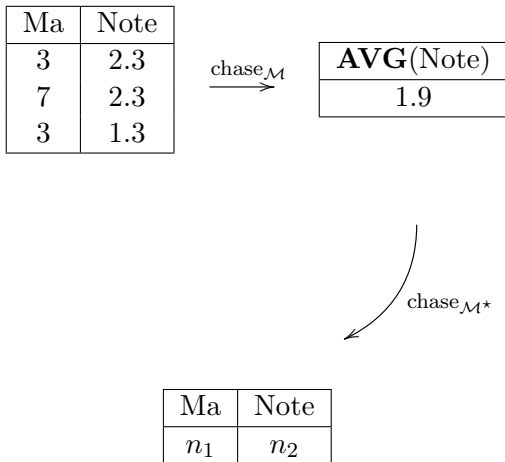 Ma Note
3 2.3
7 2.3
3 1.3
chase_M
AVG(Note)
1.9
chase_M⋆
Ma Note
n₁ n₂